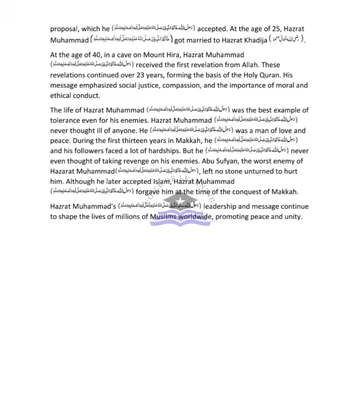 proposal, which he ( ) accepted. At the age of 25, Hazrat
Muhammad ( ) got married to Hazrat Khadija ( ).
At the age of 40, in a cave on Mount Hira, Hazrat Muhammad
( ) received the first revelation from Allah. These
revelations continued over 23 years, forming the basis of the Holy Quran. His
message emphasized social justice, compassion, and the importance of moral and
ethical conduct.
The life of Hazrat Muhammad ( ) was the best example of
tolerance even for his enemies. Hazrat Muhammad ( )
never thought ill of anyone. He ( ) was a man of love and
peace. During the first thirteen years in Makkah, he ( )
and his followers faced a lot of hardships. But he ( ) never
even thought of taking revenge on his enemies. Abu Sufyan, the worst enemy of
Hazarat Muhammad( ), left no stone unturned to hurt
him. Although he later accepted Islam, Hazrat Muhammad
( ) forgave him at the time of the conquest of Makkah.
Hazrat Muhammad's ( ) leadership and message continue
to shape the lives of millions of Muslims worldwide, promoting peace and unity.